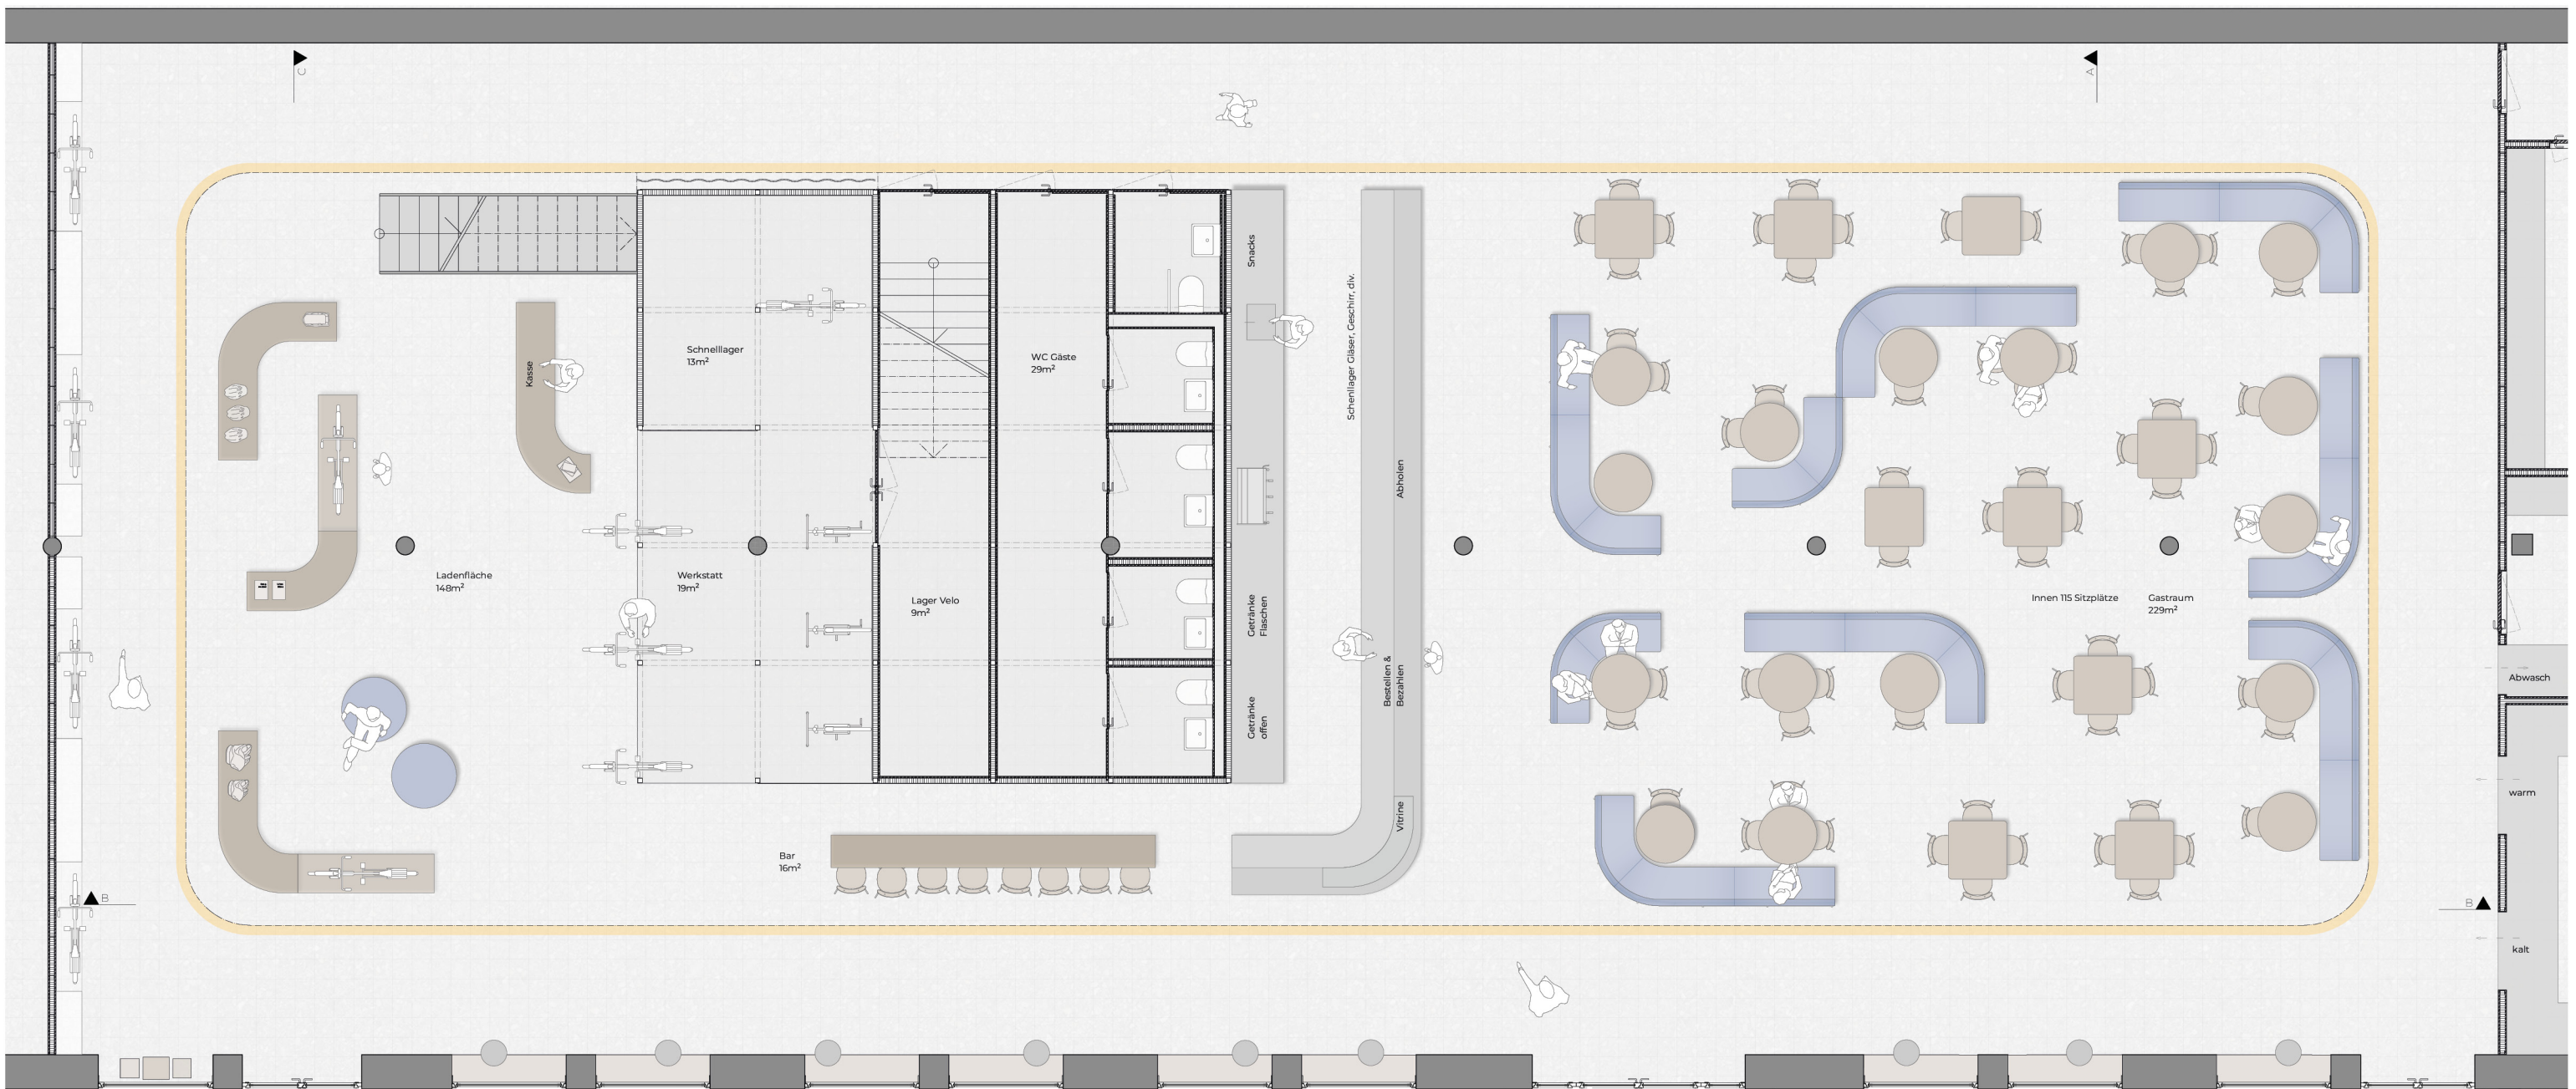 C
A
Snacks
Schenllager Gläser, Geschirr, div.
Kasse
Schnelllager
13m²
WC Gäste
29m²
Abholen
Ladenfläche
148m²
Werkstatt
19m²
Lager Velo
9m²
Getränke
Flaschen
Innen 115 Sitzplätze
Gastraum
229m²
Bestellen &
Bezahlen
Abwasch
Getränke
offen
warm
Vitrine
Bar
16m²
B
B
kalt